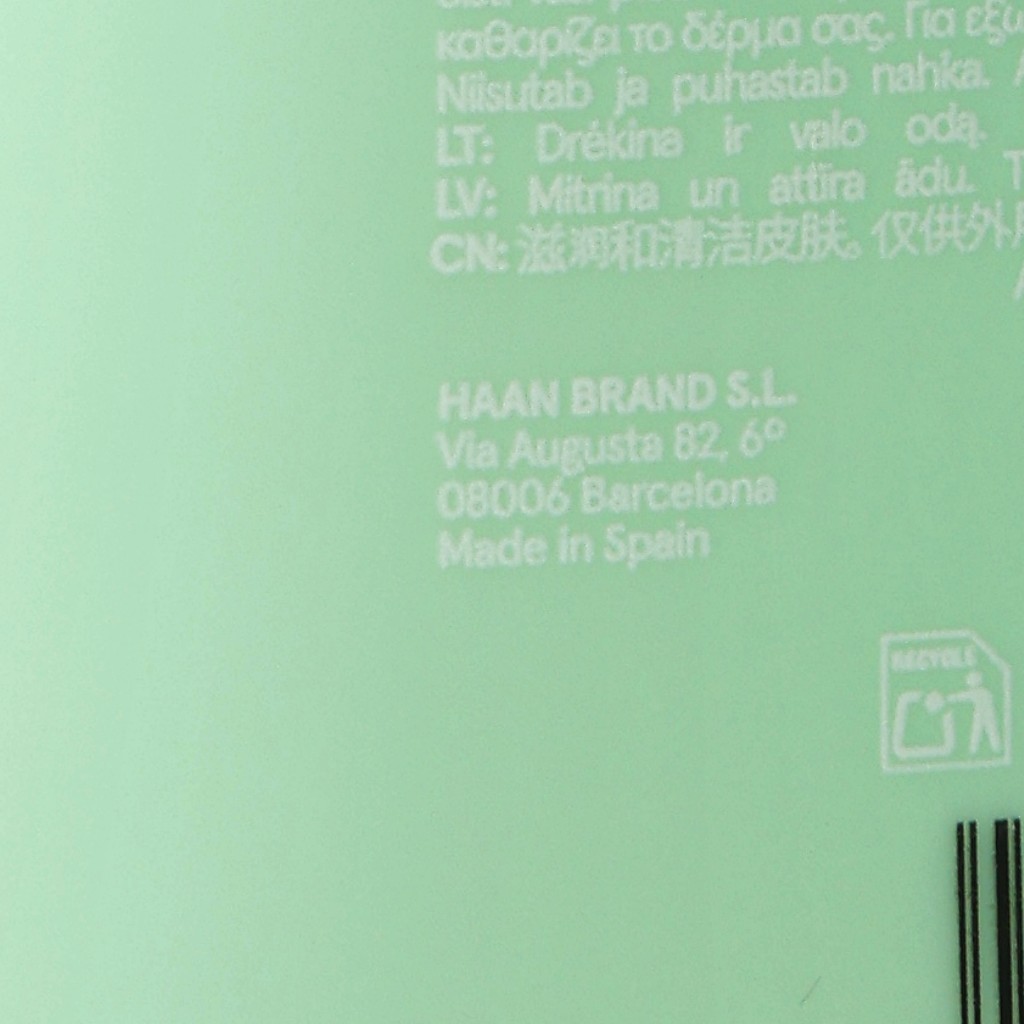 καθαρίζει το δέρμα σας. Για
Niisutab ja puhastab nahka.
LT: Drėkina ir valo odą.
LV: Mitrina un attīra ādu.
CN: 滋润和清洁皮肤。仅供外
HAAN BRAND S.L.
Via Augusta 82, 6º
08006 Barcelona
Made in Spain
RECYCLE